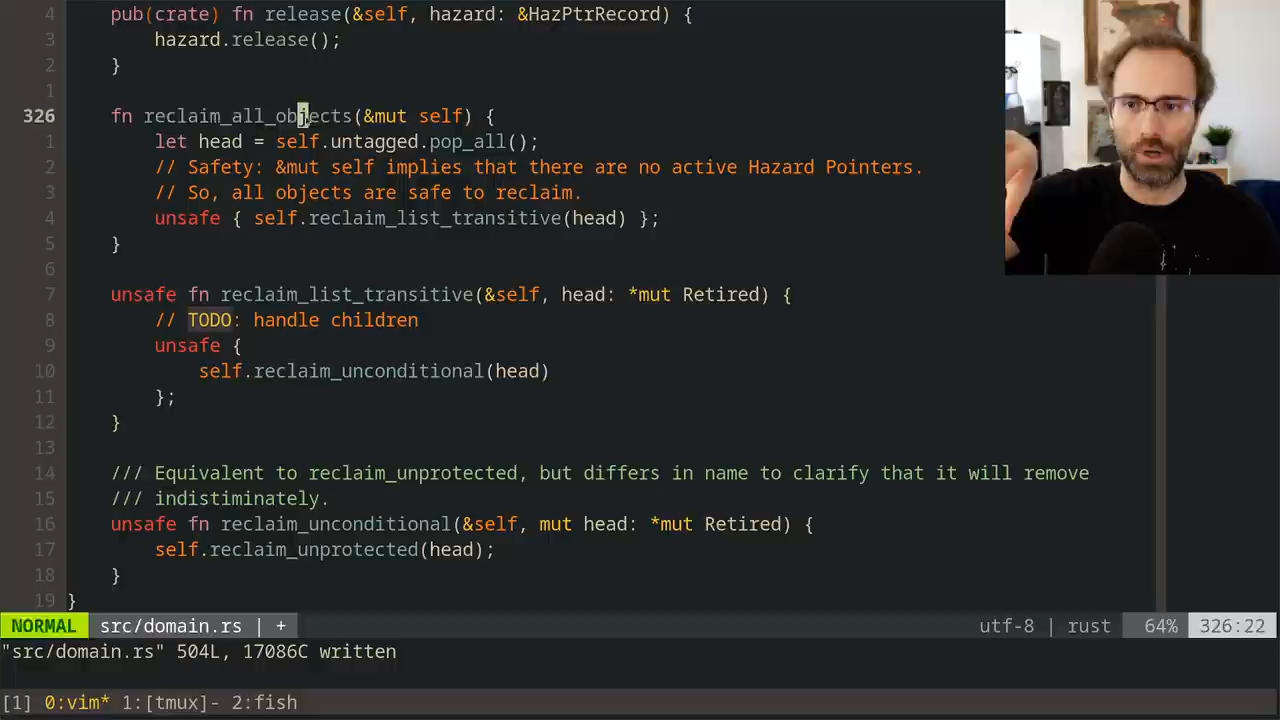 4 pub(crate) fn release(&self, hazard: &HazPtrRecord) {
3 hazard.release();
2 }
1
326 fn reclaim_all_objects(&mut self) {
1 let head = self.untagged.pop_all();
2 // Safety: &mut self implies that there are no active Hazard Pointers.
3 // So, all objects are safe to reclaim.
4 unsafe { self.reclaim_list_transitive(head) };
5 }
6
7 unsafe fn reclaim_list_transitive(&self, head: *mut Retired) {
8 // TODO: handle children
9 unsafe {
10 self.reclaim_unconditional(head)
11 };
12 }
13
14 /// Equivalent to reclaim_unprotected, but differs in name to clarify that it will remove
15 /// indistiminately.
16 unsafe fn reclaim_unconditional(&self, mut head: *mut Retired) {
17 self.reclaim_unprotected(head);
18 }
19 }
NORMAL src/domain.rs | + utf-8 | rust 64% 326:22
"src/domain.rs" 504L, 17086C written
[1] 0:vim* 1:[tmux]- 2:fish